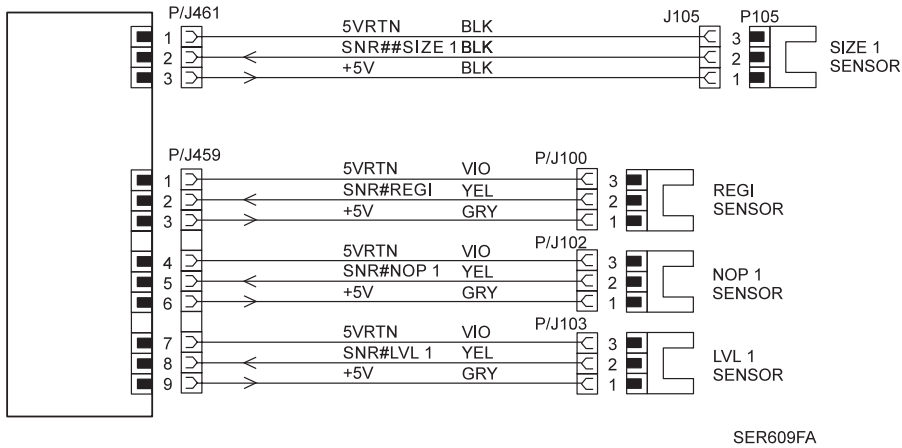 P/J461 J105 P105
1 5VRTN BLK 3
2 SNR##SIZE 1 BLK 2
3 +5V BLK 1
SIZE 1
SENSOR
P/J459 P/J100
1 5VRTN VIO 3
2 SNR#REGI YEL 2
3 +5V GRY 1
REGI
SENSOR
P/J102
4 5VRTN VIO 3
5 SNR#NOP 1 YEL 2
6 +5V GRY 1
NOP 1
SENSOR
P/J103
7 5VRTN VIO 3
8 SNR#LVL 1 YEL 2
9 +5V GRY 1
LVL 1
SENSOR
SER609FA